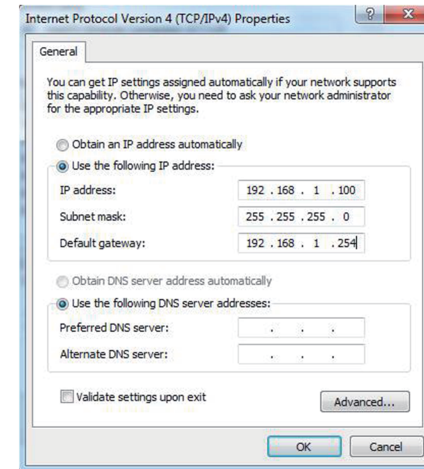 Internet Protocol Version 4 (TCP/IPv4) Properties
?
X
General
You can get IP settings assigned automatically if your network supports
this capability. Otherwise, you need to ask your network administrator
for the appropriate IP settings.
Obtain an IP address automatically
Use the following IP address:
IP address: 192 . 168 . 1 . 100
Subnet mask: 255 . 255 . 255 . 0
Default gateway: 192 . 168 . 1 . 254
Obtain DNS server address automatically
Use the following DNS server addresses:
Preferred DNS server: . . .
Alternate DNS server: . . .
Validate settings upon exit
Advanced...
OK Cancel